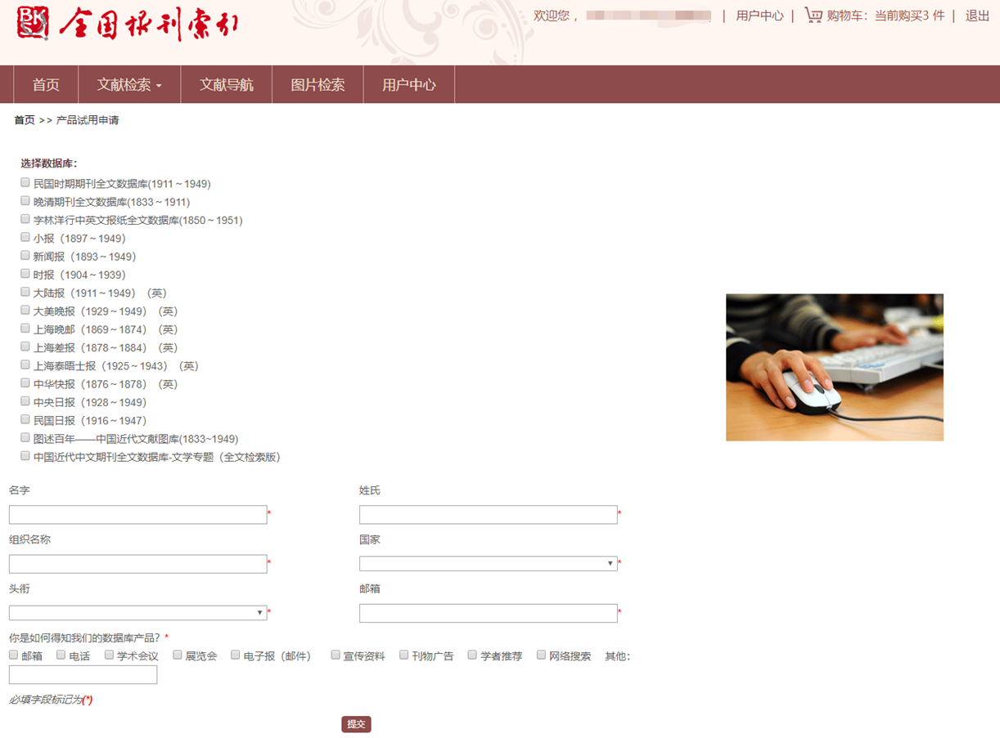 BK
全国报刊索引
欢迎您， | 用户中心 | 购物车：当前购买3 件 | 退出
首页 文献检索 文献导航 图片检索 用户中心
首页 >> 产品试用申请
选择数据库：
民国时期期刊全文数据库(1911～1949)
晚清期刊全文数据库(1833～1911)
字林洋行中英文报纸全文数据库(1850～1951)
小报（1897～1949）
新闻报（1893～1949）
时报（1904～1939）
大陆报（1911～1949）（英）
大美晚报（1929～1949）（英）
上海晚邮（1869～1874）（英）
上海差报（1878～1884）（英）
上海泰晤士报（1925～1943）（英）
中华快报（1876～1878）（英）
中央日报（1928～1949）
民国日报（1916～1947）
图述百年——中国近代文献图库(1833~1949)
中国近代中文期刊全文数据库-文学专题（全文检索版）
名字 姓氏
* *
组织名称 国家
* *
头衔 邮箱
* *
你是如何得知我们的数据库产品？*
邮箱 电话 学术会议 展览会 电子报（邮件） 宣传资料 刊物广告 学者推荐 网络搜索 其他：
必填字段标记为(*)
提交